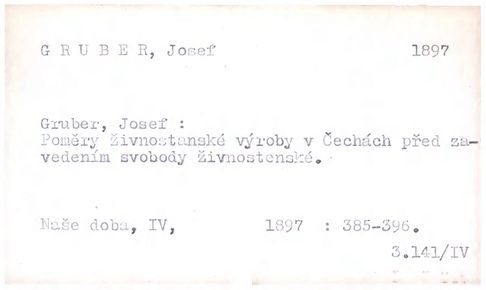 G R U B E R, Josef 1897
Gruber, Josef :
Poměry živnostanské výroby v Čechách před za-
vedením svobody živnostenské.
Naše doba, IV, 1897 : 385-396.
3.141/IV